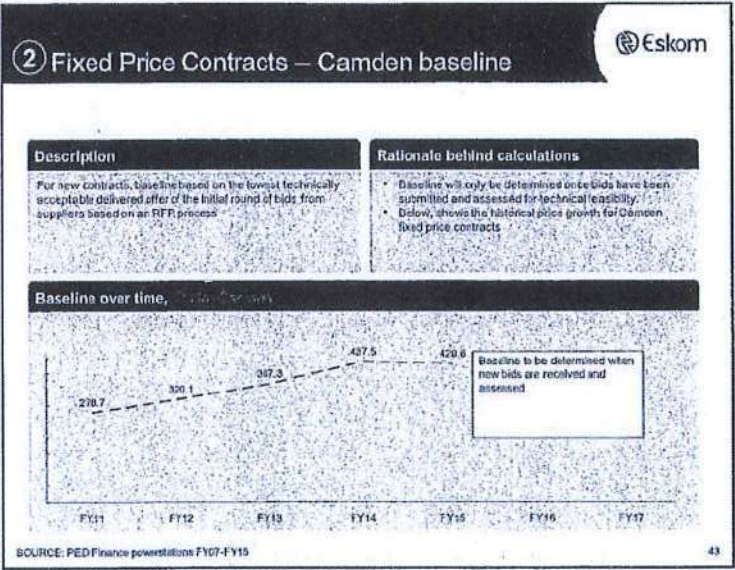 2 Fixed Price Contracts – Camden baseline
Eskom
Description
For new contracts, baseline based on the lowest technically
acceptable delivered offer of the initial round of bids from
suppliers based on an RFP process
Rationale behind calculations
• Baseline will only be determined once bids have been
submitted and assessed for technical feasibility.
• Below, shows the historical price growth for Camden
fixed price contracts
Baseline over time,
278.7
320.1
367.3
437.5
428.6
Baseline to be determined when
new bids are received and
assessed
FY11 FY12 FY13 FY14 FY15 FY16 FY17
SOURCE: PED Finance powerstations FY07-FY15
43